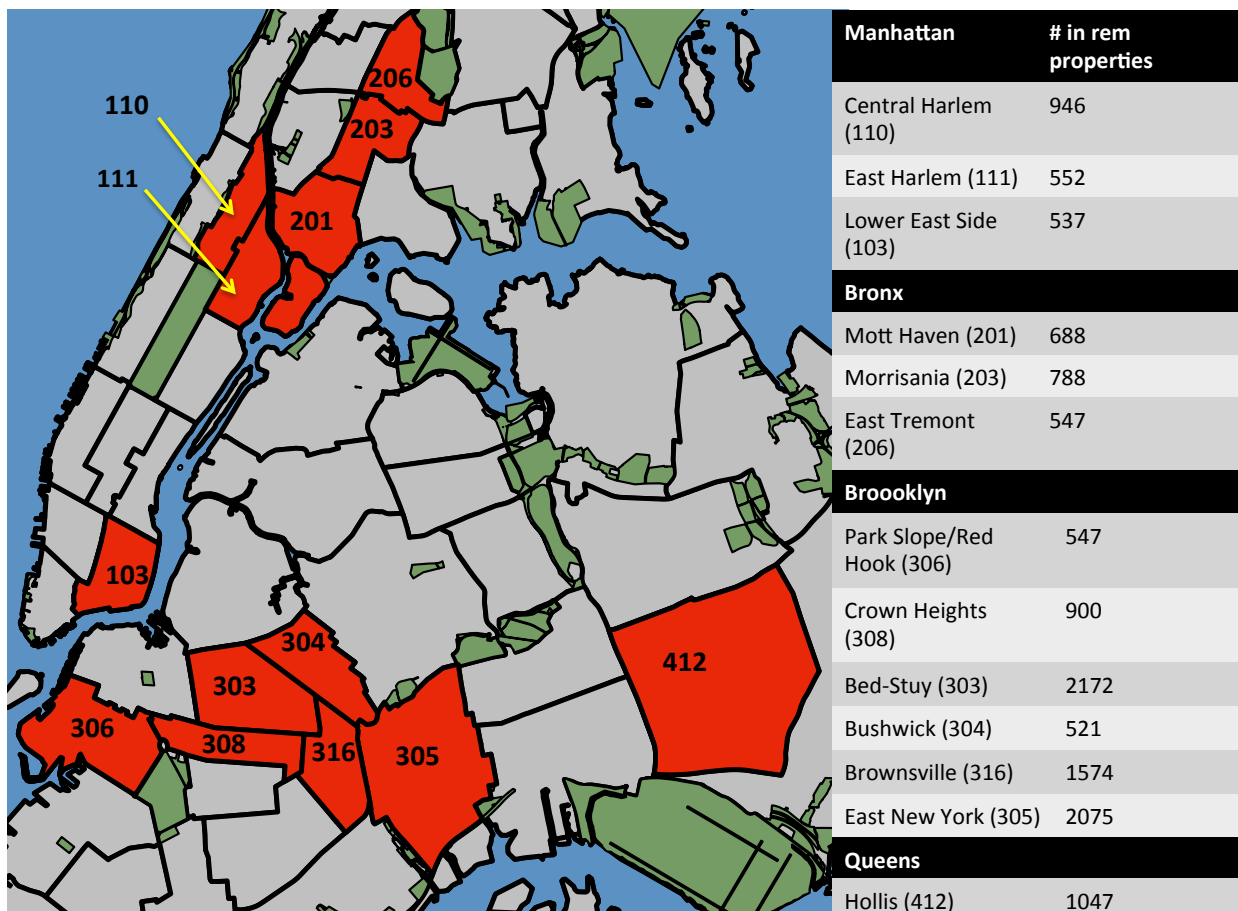 206
110
203
111
201
103
304
303
412
306
308
316
305
Manhattan # in rem
properties
Central Harlem 946
(110)
East Harlem (111) 552
Lower East Side 537
(103)
Bronx
Mott Haven (201) 688
Morrisania (203) 788
East Tremont 547
(206)
Broooklyn
Park Slope/Red 547
Hook (306)
Crown Heights 900
(308)
Bed-Stuy (303) 2172
Bushwick (304) 521
Brownsville (316) 1574
East New York (305) 2075
Queens
Hollis (412) 1047